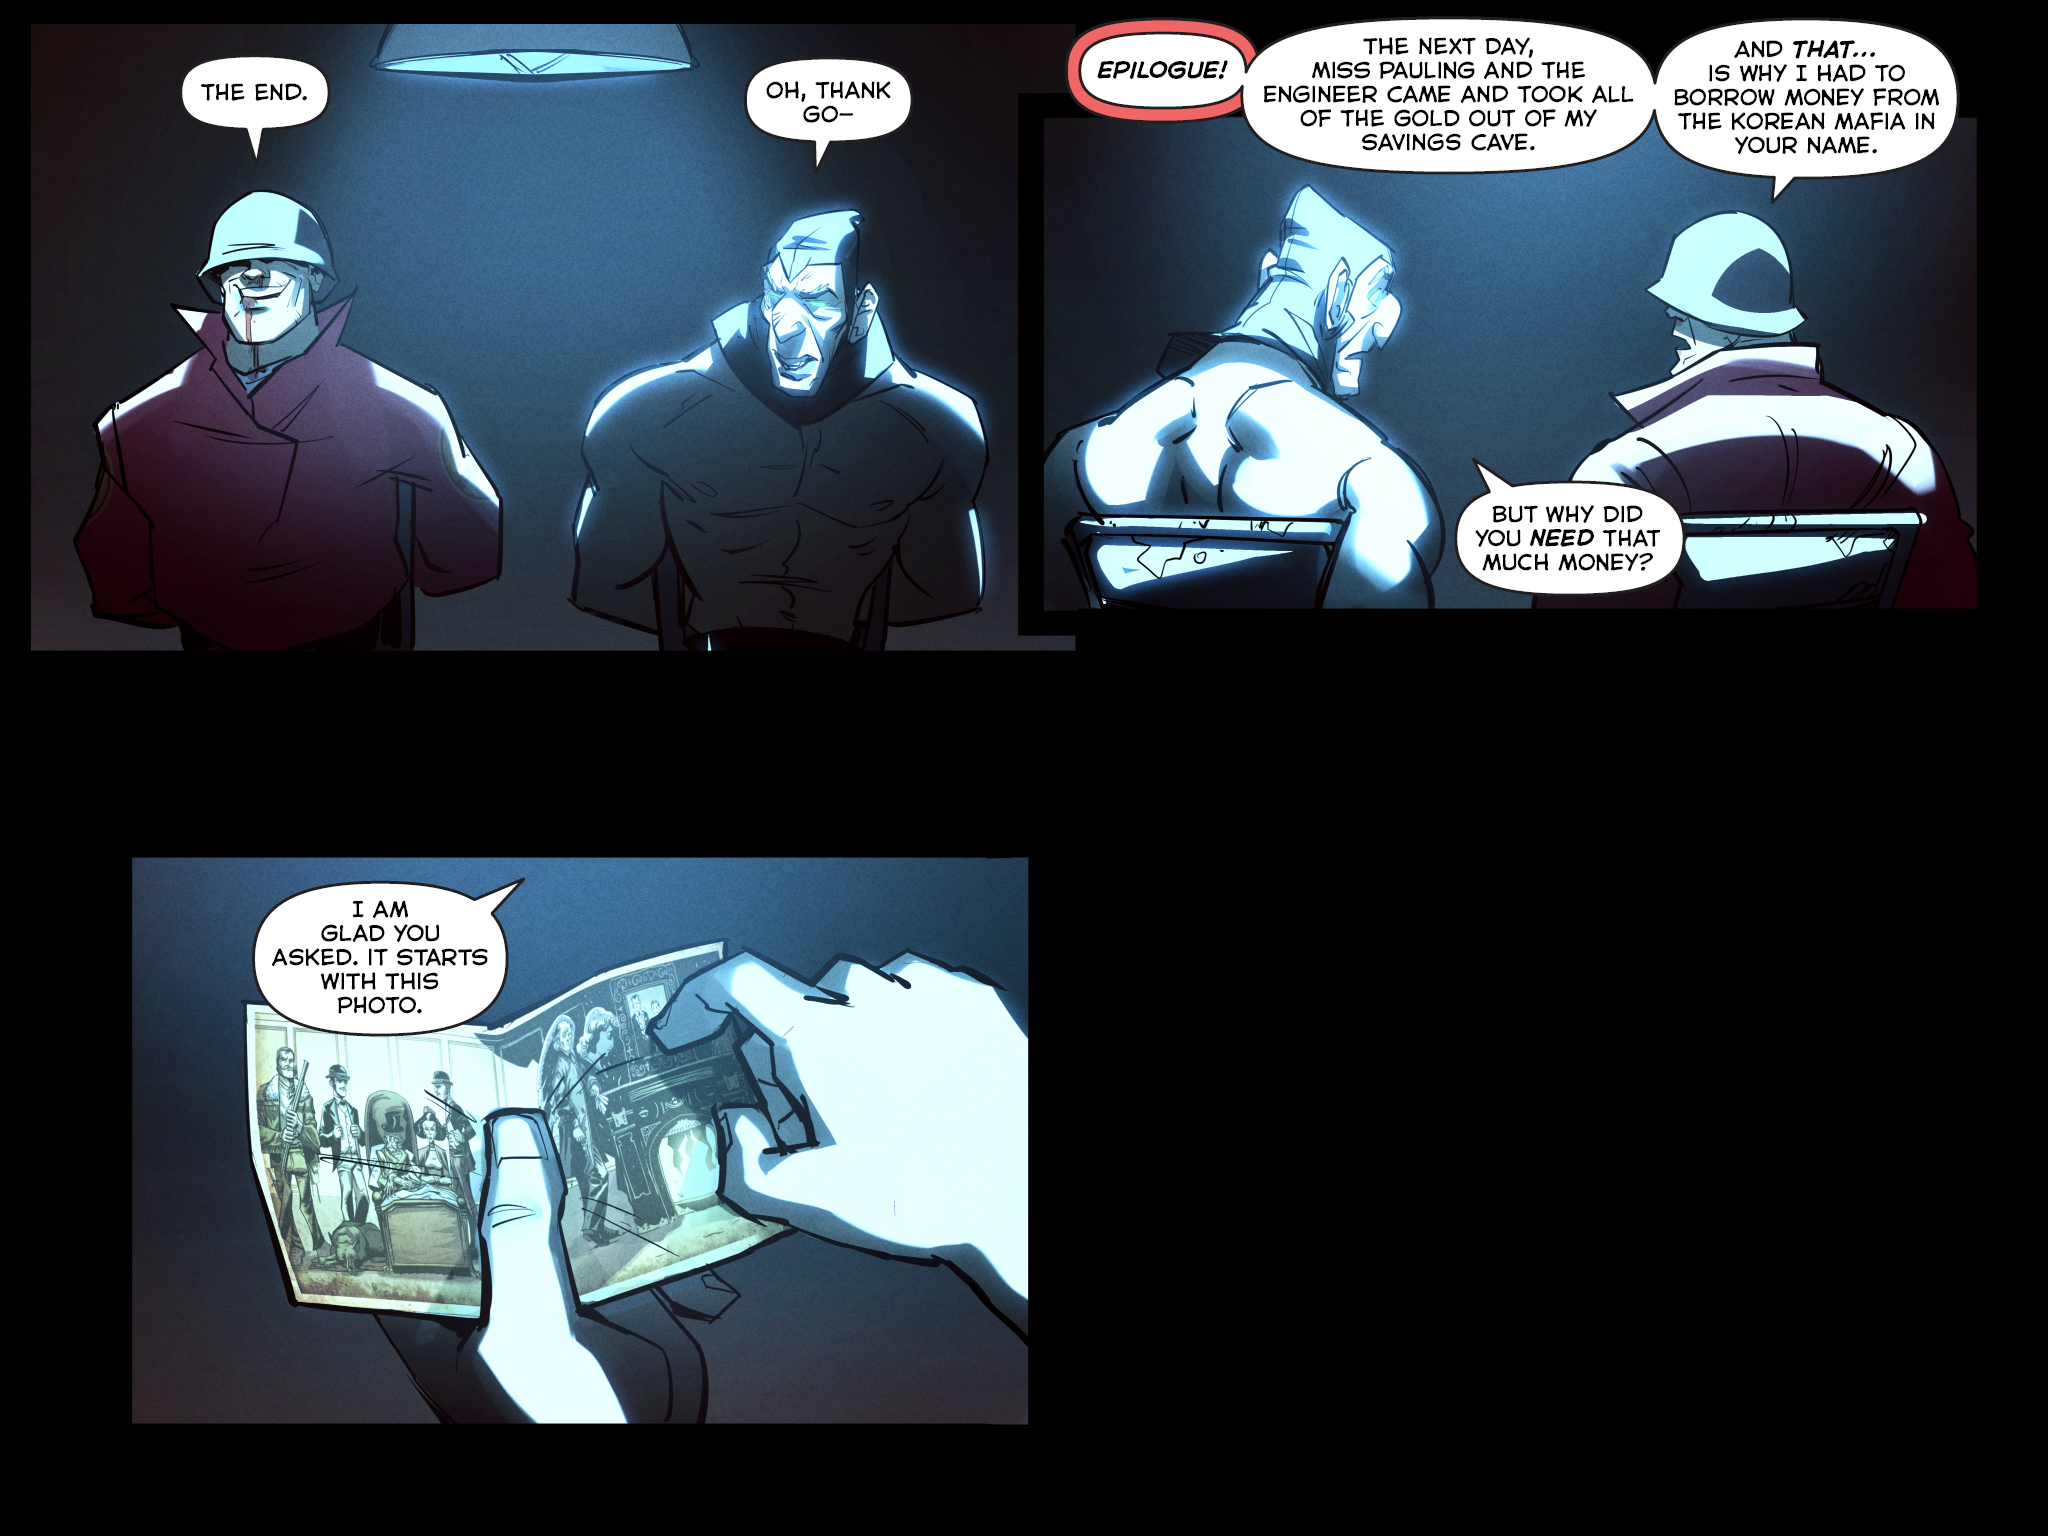 THE END.
OH, THANK
GO–
EPILOGUE!
THE NEXT DAY,
MISS PAULING AND THE
ENGINEER CAME AND TOOK ALL
OF THE GOLD OUT OF MY
SAVINGS CAVE.
AND THAT...
IS WHY I HAD TO
BORROW MONEY FROM
THE KOREAN MAFIA IN
YOUR NAME.
BUT WHY DID
YOU NEED THAT
MUCH MONEY?
I AM
GLAD YOU
ASKED. IT STARTS
WITH THIS
PHOTO.